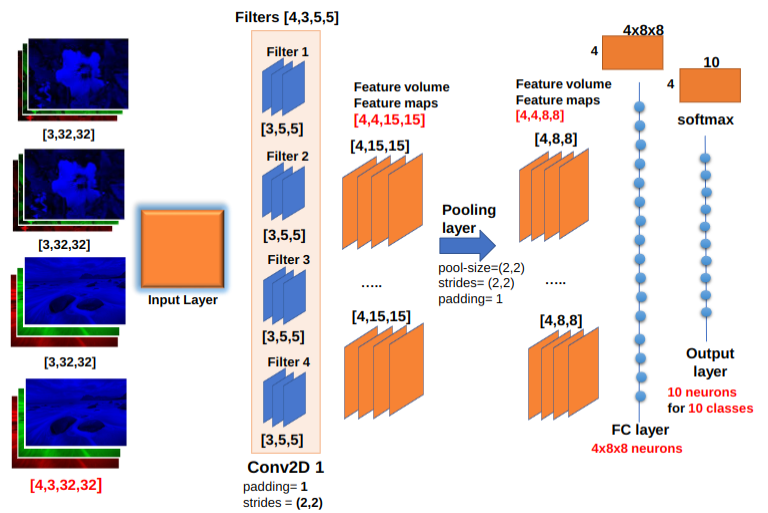 Filters [4,3,5,5]
Filter 1
[3,5,5]
Filter 2
[3,5,5]
Filter 3
[3,5,5]
Filter 4
[3,5,5]
Conv2D 1
padding= 1
strides = (2,2)
[3,32,32]
[3,32,32]
[3,32,32]
[4,3,32,32]
Input Layer
Feature volume
Feature maps
[4,4,15,15]
[4,15,15]
.....
[4,15,15]
Pooling
layer
pool-size=(2,2)
strides= (2,2)
padding= 1
Feature volume
Feature maps
[4,4,8,8]
[4,8,8]
.....
[4,8,8]
4x8x8
4
FC layer
4x8x8 neurons
10
4
softmax
Output
layer
10 neurons
for 10 classes